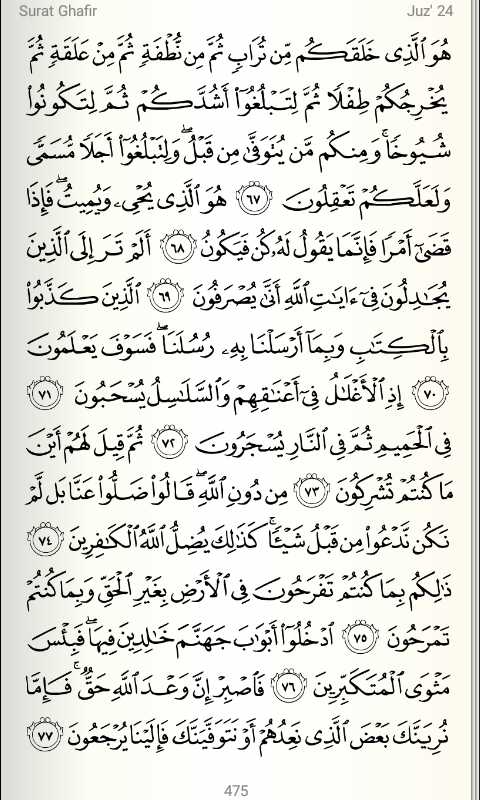 Surat Ghafir
Juz' 24
هُوَ ٱلَّذِى خَلَقَكُم مِّن تُرَابٍ ثُمَّ مِن نُّطْفَةٍ ثُمَّ مِنْ عَلَقَةٍ ثُمَّ
يُخْرِجُكُمْ طِفْلًا ثُمَّ لِتَبْلُغُوٓا۟ أَشُدَّكُمْ ثُمَّ لِتَكُونُوا۟
شُيُوخًا ۚ وَمِنكُم مَّن يُتَوَفَّىٰ مِن قَبْلُ ۖ وَلِتَبْلُغُوٓا۟ أَجَلًا مُّسَمًّى
وَلَعَلَّكُمْ تَعْقِلُونَ ٦٧ هُوَ ٱلَّذِى يُحْىِۦ وَيُمِيتُ ۖ فَإِذَا
قَضَىٰٓ أَمْرًا فَإِنَّمَا يَقُولُ لَهُۥ كُن فَيَكُونُ ٦٨ أَلَمْ تَرَ إِلَى ٱلَّذِينَ
يُجَـٰدِلُونَ فِىٓ ءَايَـٰتِ ٱللَّهِ أَنَّىٰ يُصْرَفُونَ ٦٩ ٱلَّذِينَ كَذَّبُوا۟
بِٱلْكِتَـٰبِ وَبِمَآ أَرْسَلْنَا بِهِۦ رُسُلَنَا ۖ فَسَوْفَ يَعْلَمُونَ
٧٠ إِذِ ٱلْأَغْلَـٰلُ فِىٓ أَعْنَـٰقِهِمْ وَٱلسَّلَـٰسِلُ يُسْحَبُونَ ٧١
فِى ٱلْحَمِيمِ ثُمَّ فِى ٱلنَّارِ يُسْجَرُونَ ٧٢ ثُمَّ قِيلَ لَهُمْ أَيْنَ
مَا كُنتُمْ تُشْرِكُونَ ٧٣ مِن دُونِ ٱللَّهِ ۖ قَالُوا۟ ضَلُّوا۟ عَنَّا بَل لَّمْ
نَكُن نَّدْعُوا۟ مِن قَبْلُ شَيْـًٔا ۚ كَذَٰلِكَ يُضِلُّ ٱللَّهُ ٱلْكَـٰفِرِينَ ٧٤
ذَٰلِكُم بِمَا كُنتُمْ تَفْرَحُونَ فِى ٱلْأَرْضِ بِغَيْرِ ٱلْحَقِّ وَبِمَا كُنتُمْ
تَمْرَحُونَ ٧٥ ٱدْخُلُوٓا۟ أَبْوَٰبَ جَهَنَّمَ خَـٰلِدِينَ فِيهَا ۖ فَبِئْسَ
مَثْوَى ٱلْمُتَكَبِّرِينَ ٧٦ فَٱصْبِرْ إِنَّ وَعْدَ ٱللَّهِ حَقٌّ ۚ فَإِمَّا
نُرِيَنَّكَ بَعْضَ ٱلَّذِى نَعِدُهُمْ أَوْ نَتَوَفَّيَنَّكَ فَإِلَيْنَا يُرْجَعُونَ ٧٧
475